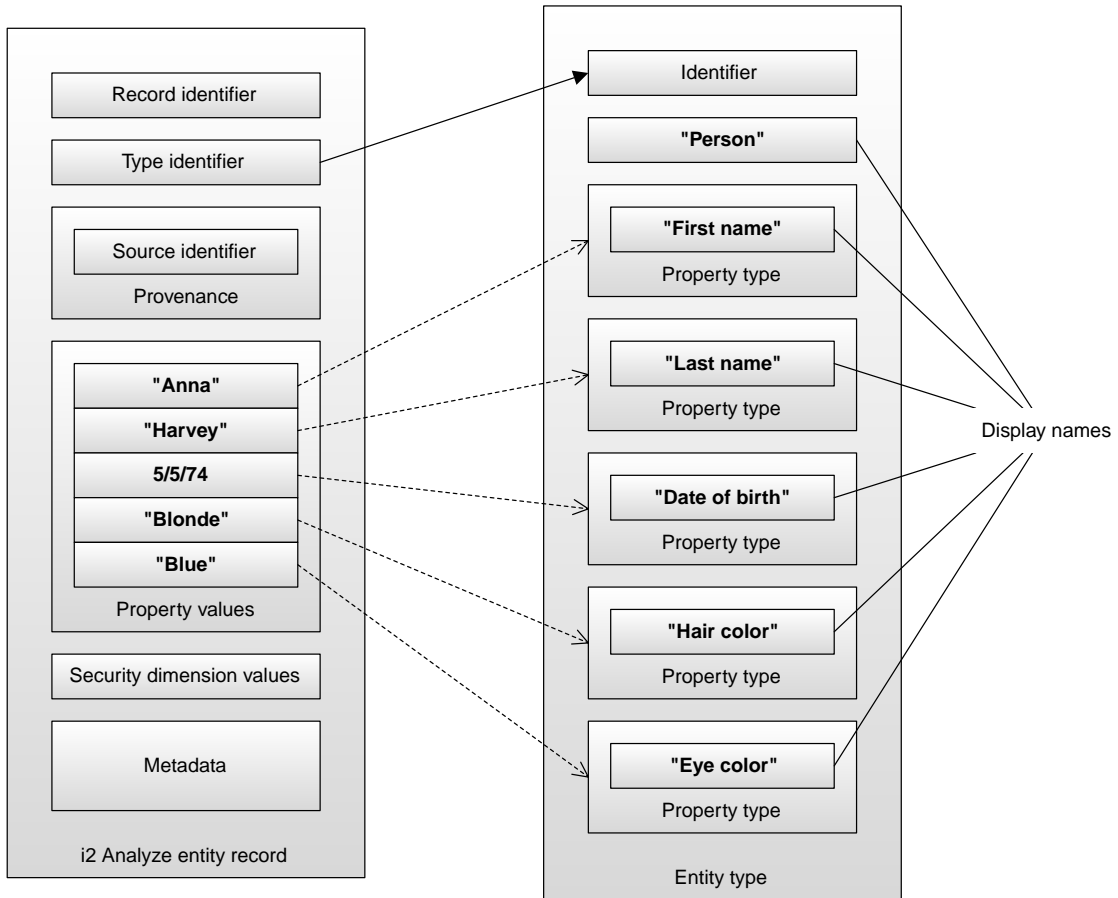 Record identifier
Type identifier
Source identifier
Provenance
"Anna"
"Harvey"
5/5/74
"Blonde"
"Blue"
Property values
Security dimension values
Metadata
i2 Analyze entity record
Identifier
"Person"
"First name"
Property type
"Last name"
Property type
"Date of birth"
Property type
"Hair color"
Property type
"Eye color"
Property type
Entity type
Display names